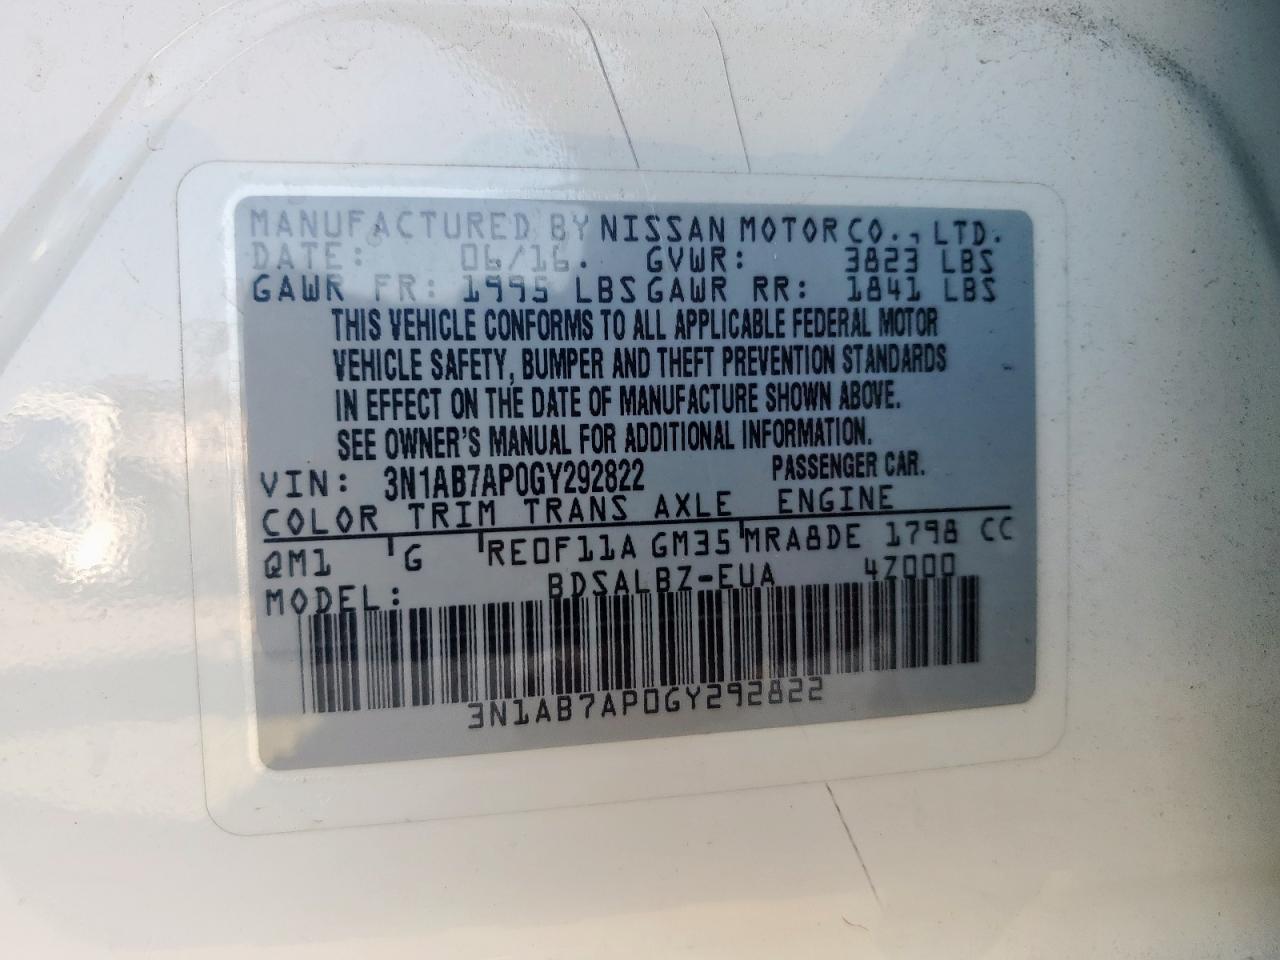 MANUFACTURED BY NISSAN MOTOR CO., LTD.
DATE: 06/16. GVWR: 3823 LBS
GAWR FR: 1995 LBS GAWR RR: 1841 LBS
THIS VEHICLE CONFORMS TO ALL APPLICABLE FEDERAL MOTOR
VEHICLE SAFETY, BUMPER AND THEFT PREVENTION STANDARDS
IN EFFECT ON THE DATE OF MANUFACTURE SHOWN ABOVE.
SEE OWNER'S MANUAL FOR ADDITIONAL INFORMATION.
VIN: 3N1AB7AP0GY292822 PASSENGER CAR.
COLOR TRIM TRANS AXLE ENGINE
QM1 G RE0F11A GM35 MRA8DE 1798 CC
MODEL: BDSALBZ-EUA 4Z000
3N1AB7AP0GY292822